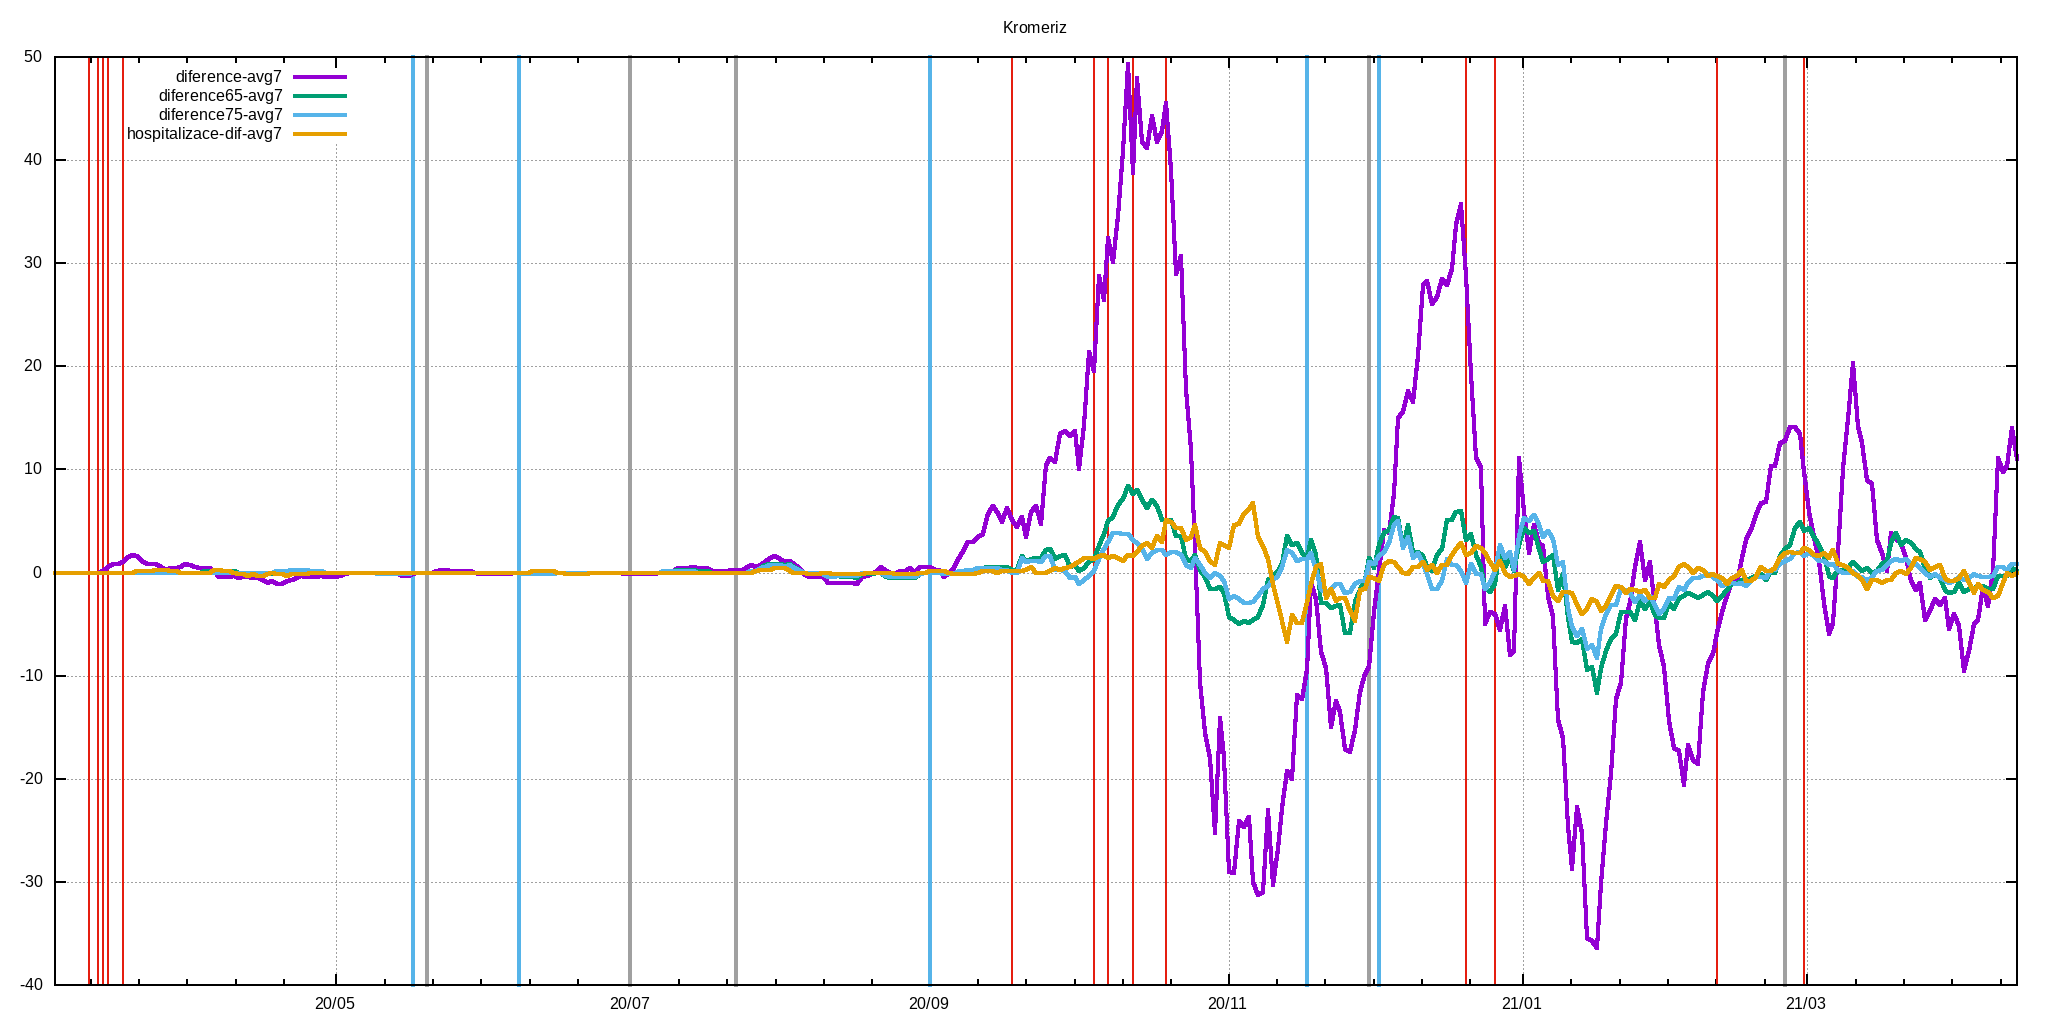 Kromeriz
50
diference-avg7
diference65-avg7
diference75-avg7
hospitalizace-dif-avg7
40
30
20
10
0
-10
-20
-30
-40
20/05 20/07 20/09 20/11 21/01 21/03